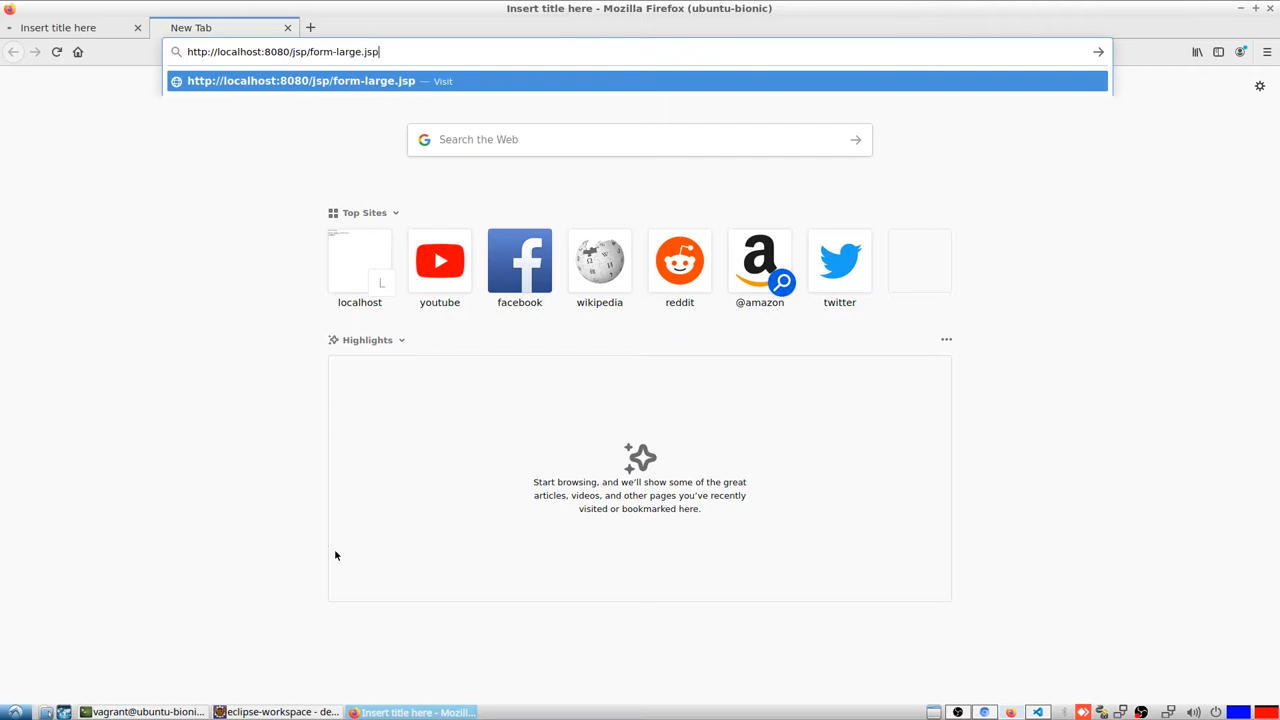 Insert title here - Mozilla Firefox (ubuntu-bionic)
Insert title here
New Tab
http://localhost:8080/jsp/form-large.jsp
http://localhost:8080/jsp/form-large.jsp — Visit
Search the Web
Top Sites
L
localhost
youtube
facebook
wikipedia
reddit
@amazon
twitter
Highlights
Start browsing, and we'll show some of the great
articles, videos, and other pages you've recently
visited or bookmarked here.
vagrant@ubuntu-bioni...
eclipse-workspace - de...
Insert title here - Mozill...